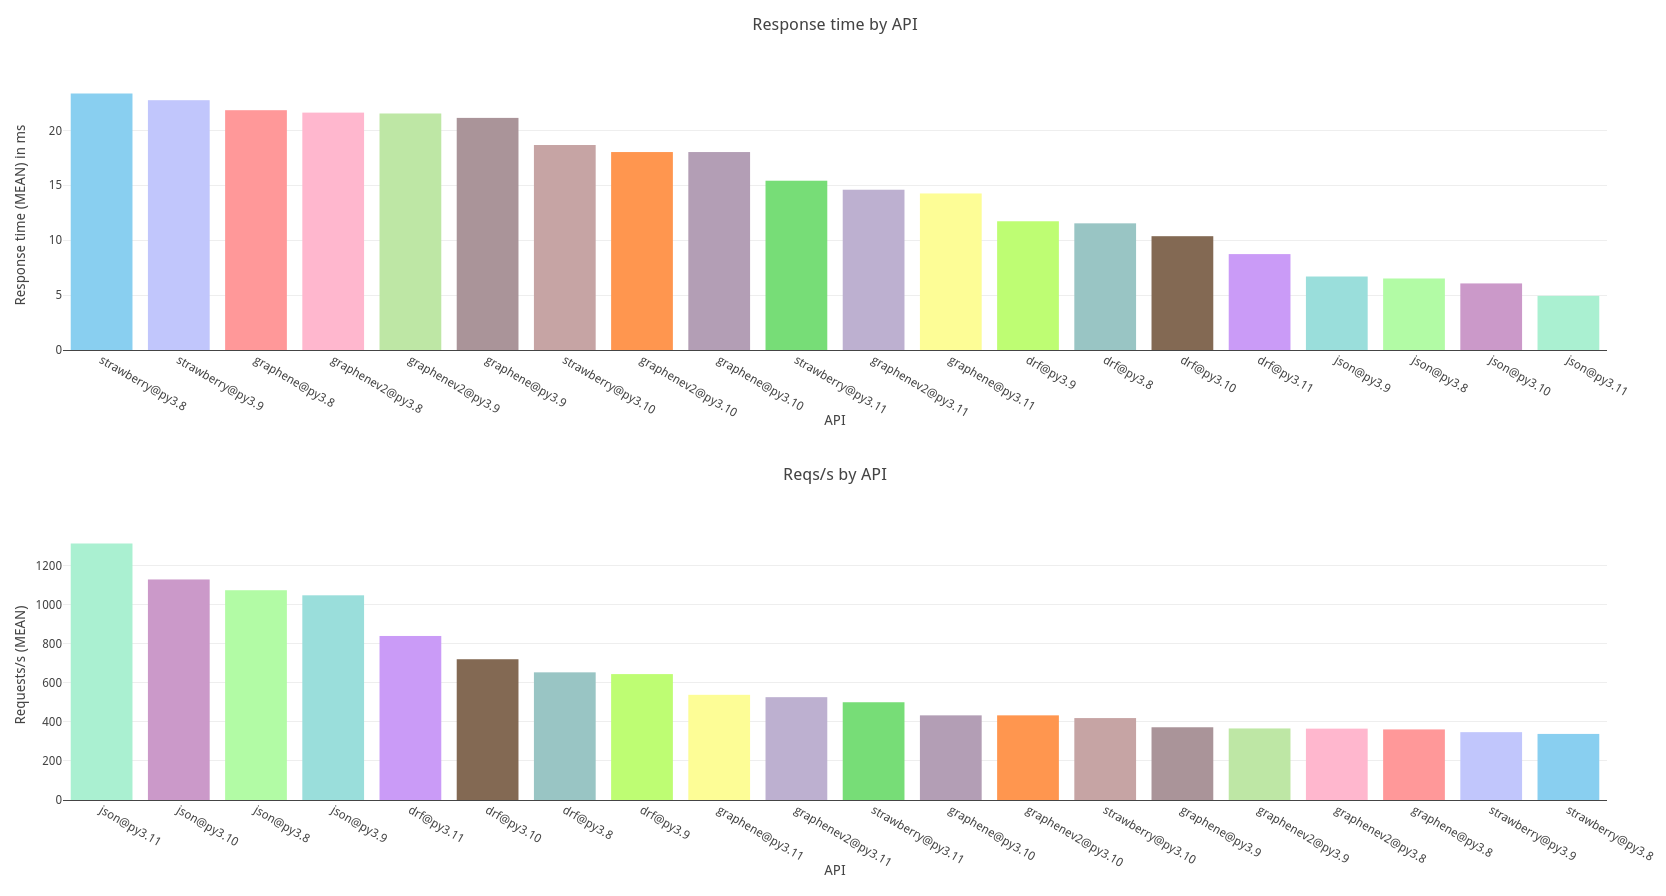 Response time by API
Response time (MEAN) in ms
20
15
10
5
0
strawberry@py3.8
strawberry@py3.9
graphene@py3.8
graphenev2@py3.8
graphenev2@py3.9
graphene@py3.9
strawberry@py3.10
graphenev2@py3.10
graphene@py3.10
strawberry@py3.11
graphenev2@py3.11
graphene@py3.11
drf@py3.9
drf@py3.8
drf@py3.10
drf@py3.11
json@py3.9
json@py3.8
json@py3.10
json@py3.11
API
Reqs/s by API
Requests/s (MEAN)
1200
1000
800
600
400
200
0
json@py3.11
json@py3.10
json@py3.8
json@py3.9
drf@py3.11
drf@py3.10
drf@py3.8
drf@py3.9
graphene@py3.11
graphenev2@py3.11
strawberry@py3.11
graphene@py3.10
graphenev2@py3.10
strawberry@py3.10
graphene@py3.9
graphenev2@py3.9
graphenev2@py3.8
graphene@py3.8
strawberry@py3.9
strawberry@py3.8
API